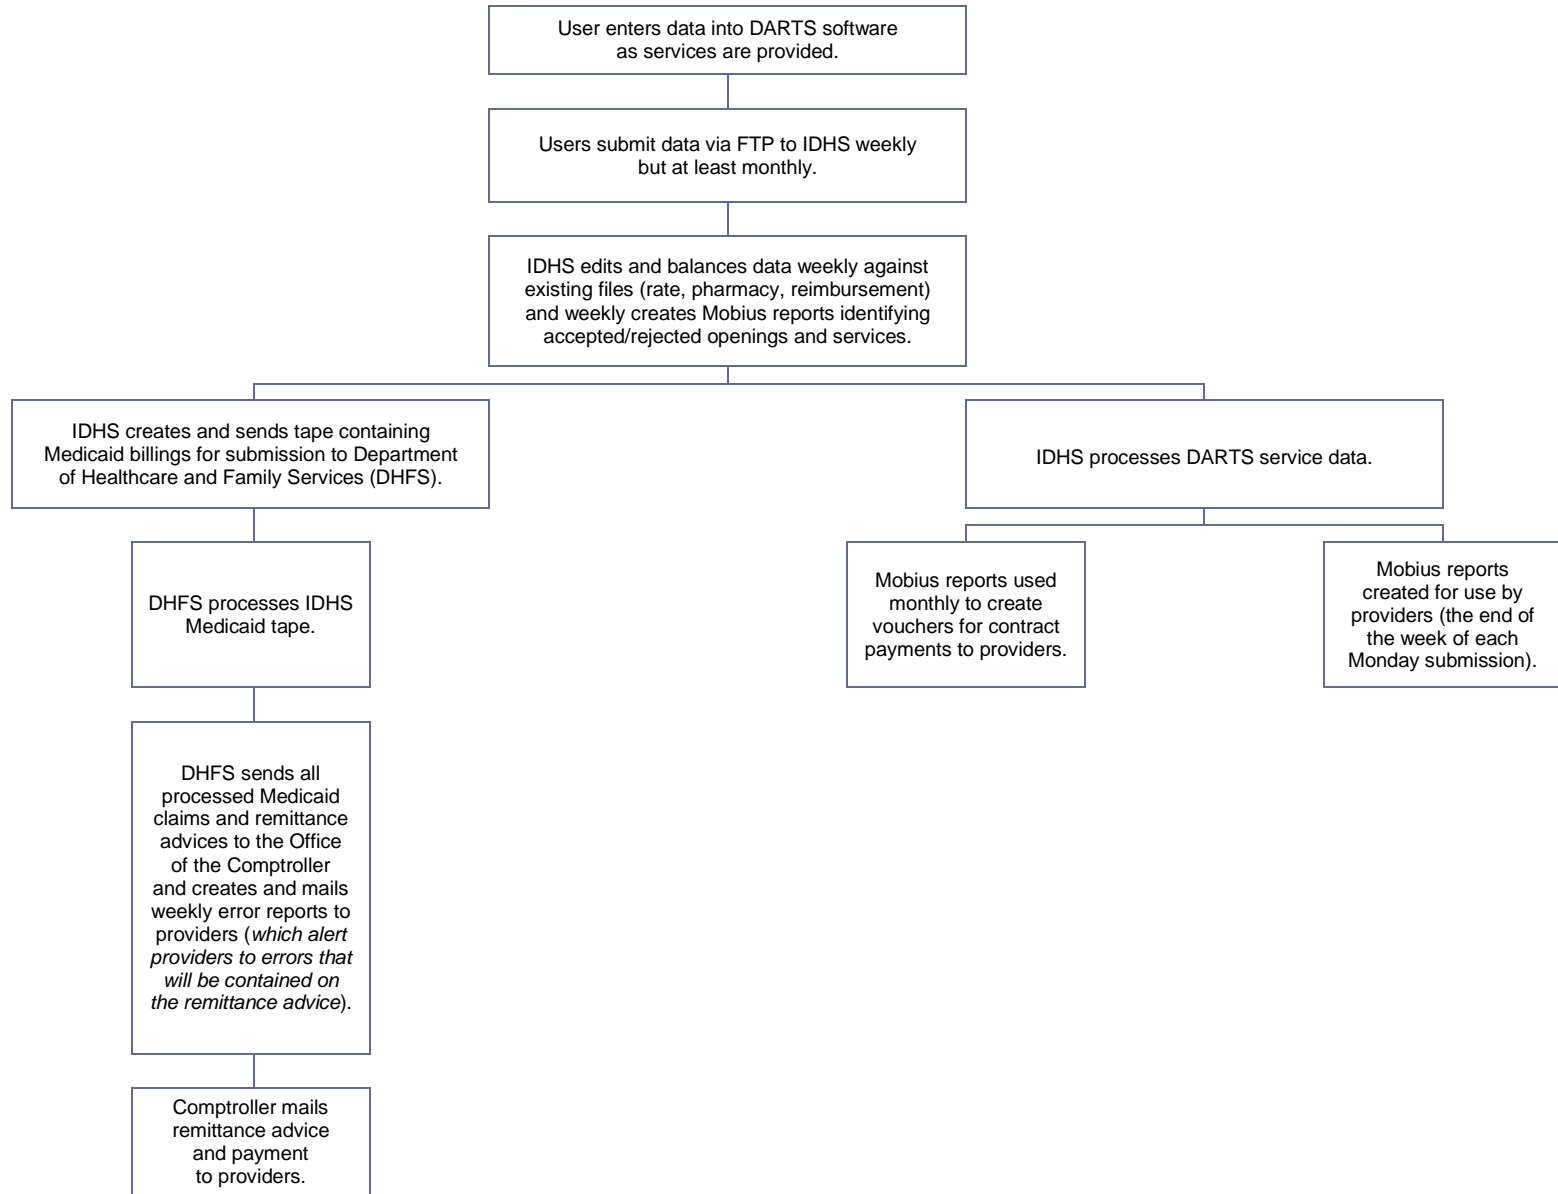 User enters data into DARTS software
as services are provided.
Users submit data via FTP to IDHS weekly
but at least monthly.
IDHS edits and balances data weekly against
existing files (rate, pharmacy, reimbursement)
and weekly creates Mobius reports identifying
accepted/rejected openings and services.
IDHS creates and sends tape containing
Medicaid billings for submission to Department
of Healthcare and Family Services (DHFS).
IDHS processes DARTS service data.
DHFS processes IDHS
Medicaid tape.
Mobius reports used
monthly to create
vouchers for contract
payments to providers.
Mobius reports
created for use by
providers (the end of
the week of each
Monday submission).
DHFS sends all
processed Medicaid
claims and remittance
advices to the Office
of the Comptroller
and creates and mails
weekly error reports to
providers (which alert
providers to errors that
will be contained on
the remittance advice).
Comptroller mails
remittance advice
and payment
to providers.